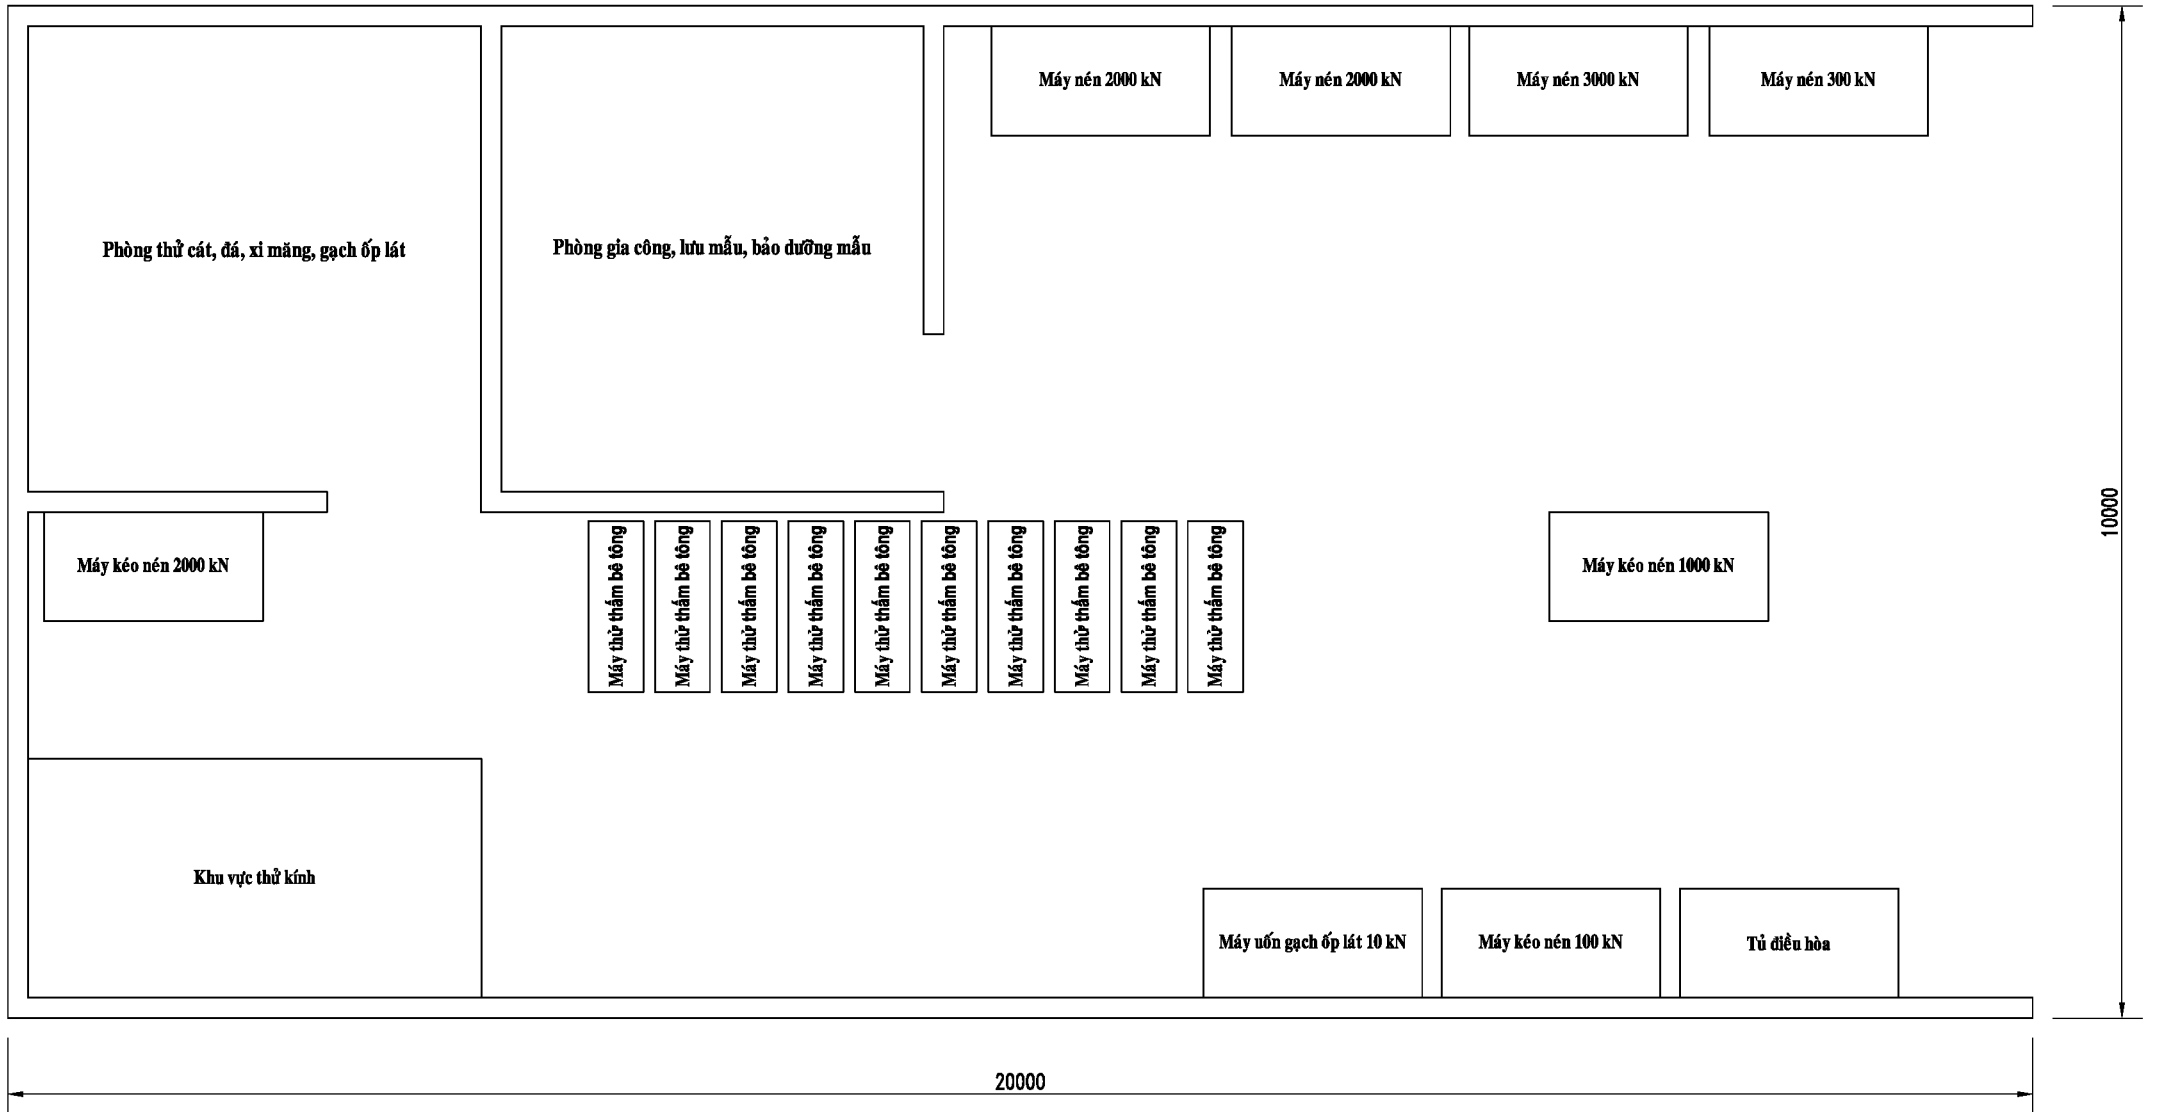 Máy nén 2000 kN
Máy nén 2000 kN
Máy nén 3000 kN
Máy nén 300 kN
Phòng thử cát, đá, xi măng, gạch ốp lát
Phòng gia công, lưu mẫu, bảo dưỡng mẫu
Máy kéo nén 2000 kN
Máy thử thấm bê tông
Máy thử thấm bê tông
Máy thử thấm bê tông
Máy thử thấm bê tông
Máy thử thấm bê tông
Máy thử thấm bê tông
Máy thử thấm bê tông
Máy thử thấm bê tông
Máy thử thấm bê tông
Máy thử thấm bê tông
Máy kéo nén 1000 kN
10000
Khu vực thử kính
Máy uốn gạch ốp lát 10 kN
Máy kéo nén 100 kN
Tủ điều hòa
20000